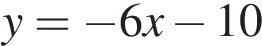 y = −6x − 10